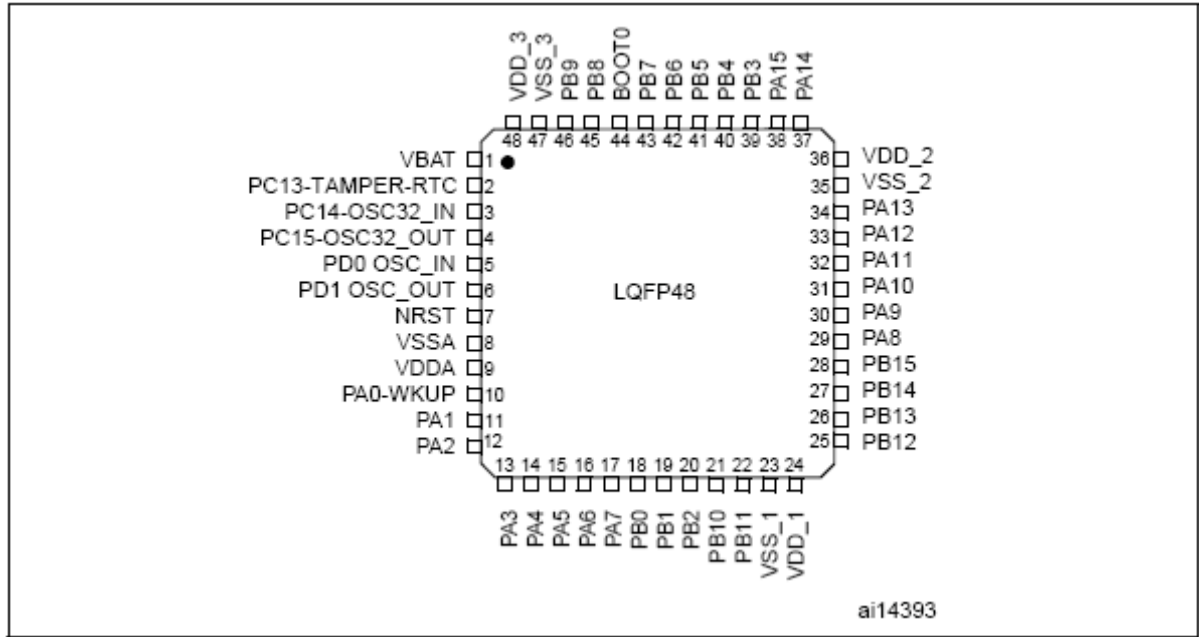 VDD_3
VSS_3
PB9
PB8
BOOT0
PB7
PB6
PB5
PB4
PB3
PA15
PA14
48 47 46 45 44 43 42 41 40 39 38 37
VBAT 1
PC13-TAMPER-RTC 2
PC14-OSC32_IN 3
PC15-OSC32_OUT 4
PD0 OSC_IN 5
PD1 OSC_OUT 6
NRST 7
VSSA 8
VDDA 9
PA0-WKUP 10
PA1 11
PA2 12
LQFP48
36 VDD_2
35 VSS_2
34 PA13
33 PA12
32 PA11
31 PA10
30 PA9
29 PA8
28 PB15
27 PB14
26 PB13
25 PB12
13 14 15 16 17 18 19 20 21 22 23 24
PA3
PA4
PA5
PA6
PA7
PB0
PB1
PB2
PB10
PB11
VSS_1
VDD_1
ai14393